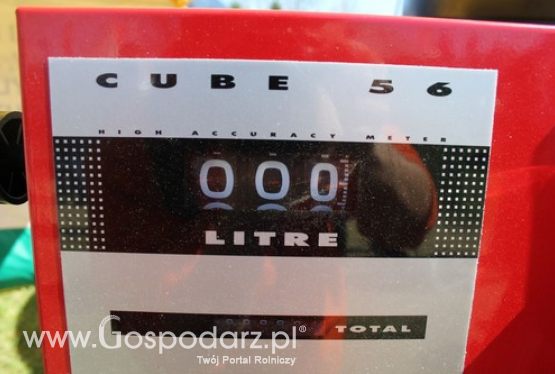 CUBE 56
HIGH ACCURACY METER
000
LITRE
TOTAL
www.Gospodarz.pl®
Twój Portal Rolniczy